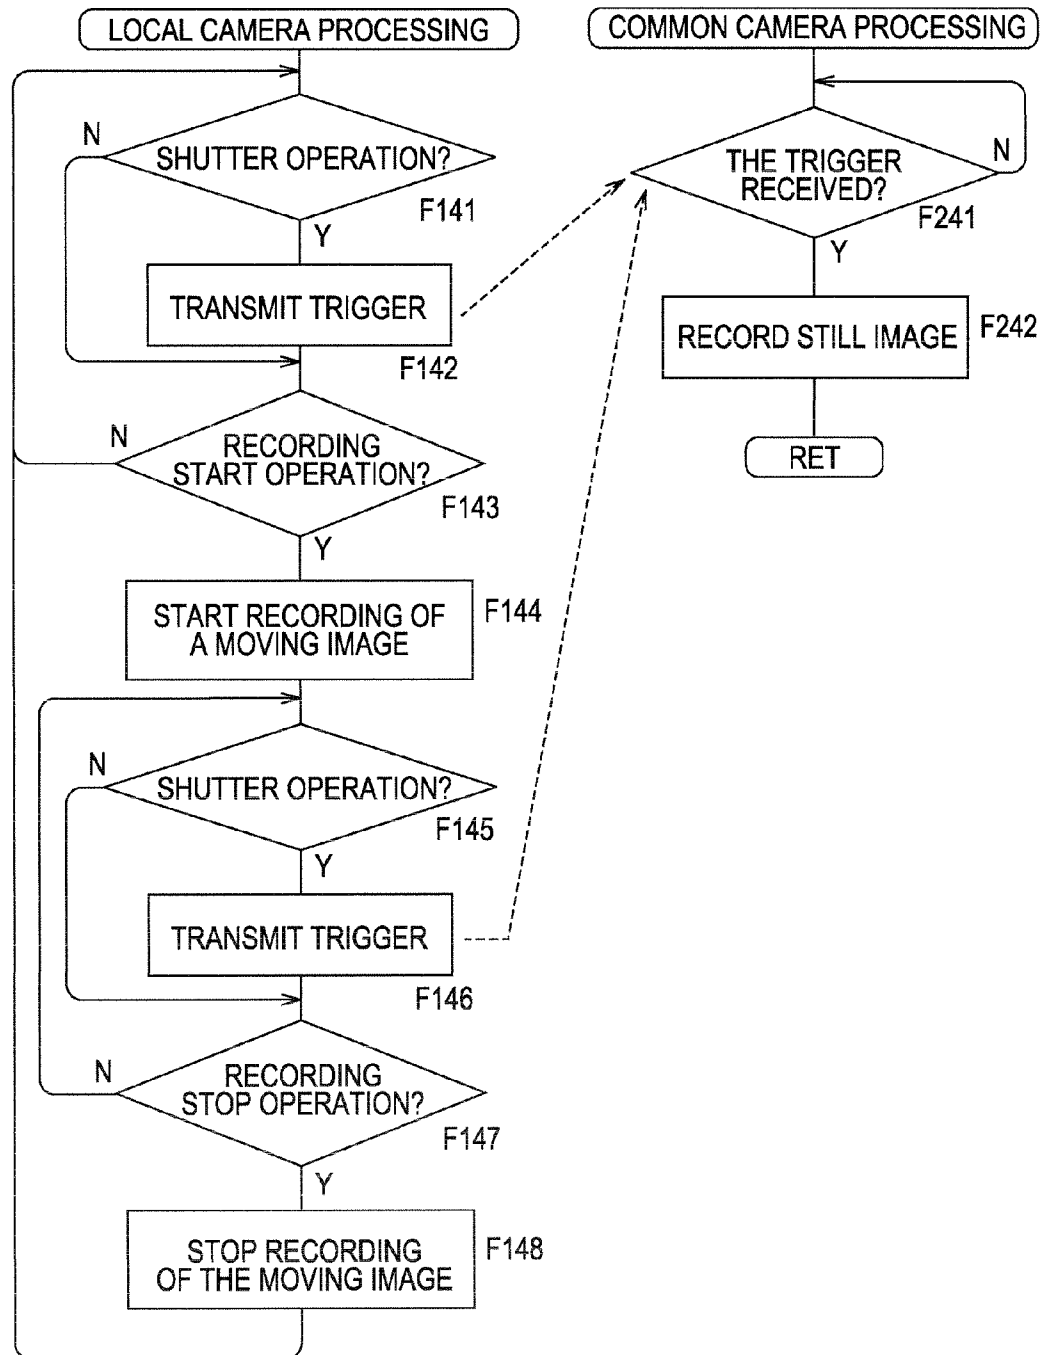 LOCAL CAMERA PROCESSING
N
SHUTTER OPERATION?
F141
Y
TRANSMIT TRIGGER
F142
N
RECORDING
START OPERATION?
F143
Y
START RECORDING OF
A MOVING IMAGE
F144
N
SHUTTER OPERATION?
F145
Y
TRANSMIT TRIGGER
F146
N
RECORDING
STOP OPERATION?
F147
Y
STOP RECORDING
OF THE MOVING IMAGE
F148
COMMON CAMERA PROCESSING
THE TRIGGER
RECEIVED?
N
F241
Y
RECORD STILL IMAGE
F242
RET